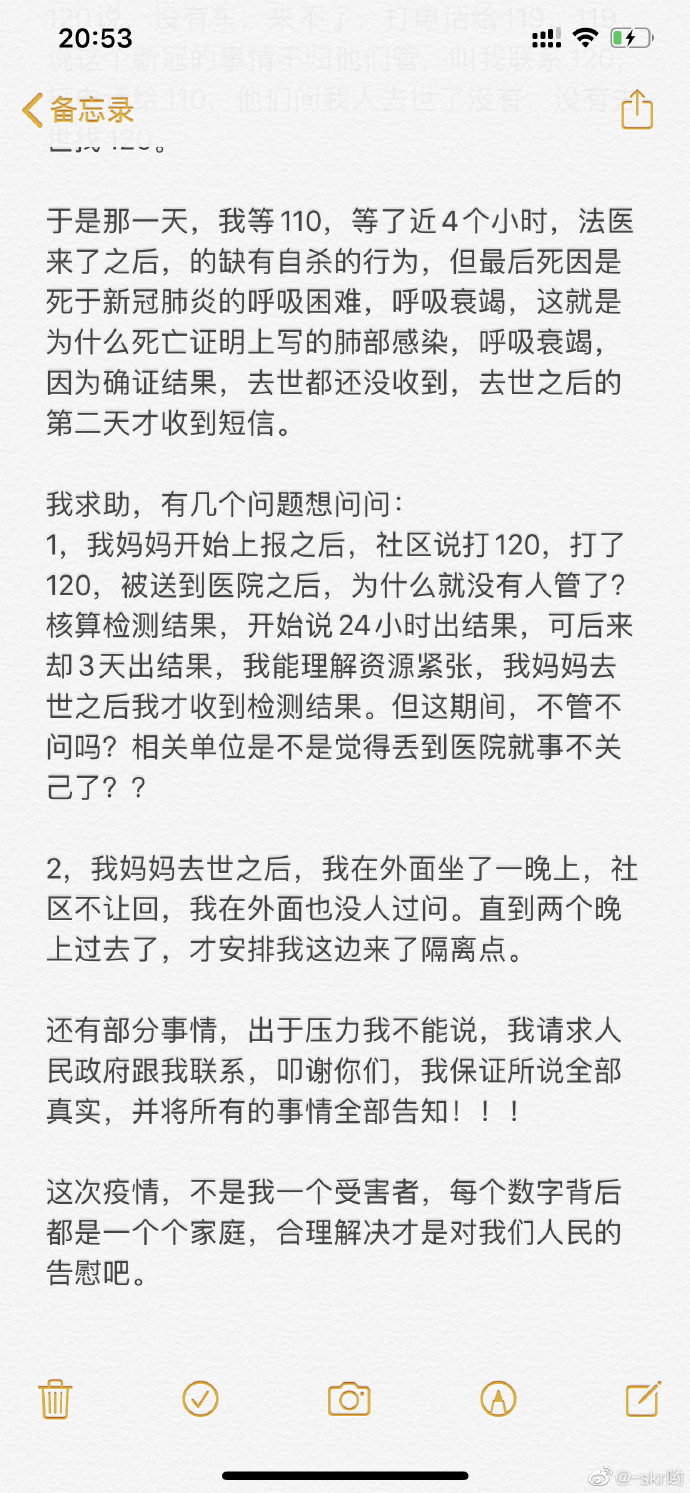 20:53
120说，没有车，来不了，打电话给119，119
说这个新冠的事情不归他们管，叫我联系120，
给110，他们问我人去世了没有，没有去
备忘录
世找120。
于是那一天，我等110，等了近4个小时，法医
来了之后，的缺有自杀的行为，但最后死因是
死于新冠肺炎的呼吸困难，呼吸衰竭，这就是
为什么死亡证明上写的肺部感染，呼吸衰竭，
因为确证结果，去世都还没收到，去世之后的
第二天才收到短信。
我求助，有几个问题想问问：
1，我妈妈开始上报之后，社区说打120，打了
120，被送到医院之后，为什么就没有人管了？
核算检测结果，开始说24小时出结果，可后来
却3天出结果，我能理解资源紧张，我妈妈去
世之后我才收到检测结果。但这期间，不管不
问吗？相关单位是不是觉得丢到医院就事不关
己了？？
2，我妈妈去世之后，我在外面坐了一晚上，社
区不让回，我在外面也没人过问。直到两个晚
上过去了，才安排我这边来了隔离点。
还有部分事情，出于压力我不能说，我请求人
民政府跟我联系，叩谢你们，我保证所说全部
真实，并将所有的事情全部告知！！！
这次疫情，不是我一个受害者，每个数字背后
都是一个个家庭，合理解决才是对我们人民的
告慰吧。
@~skr哟